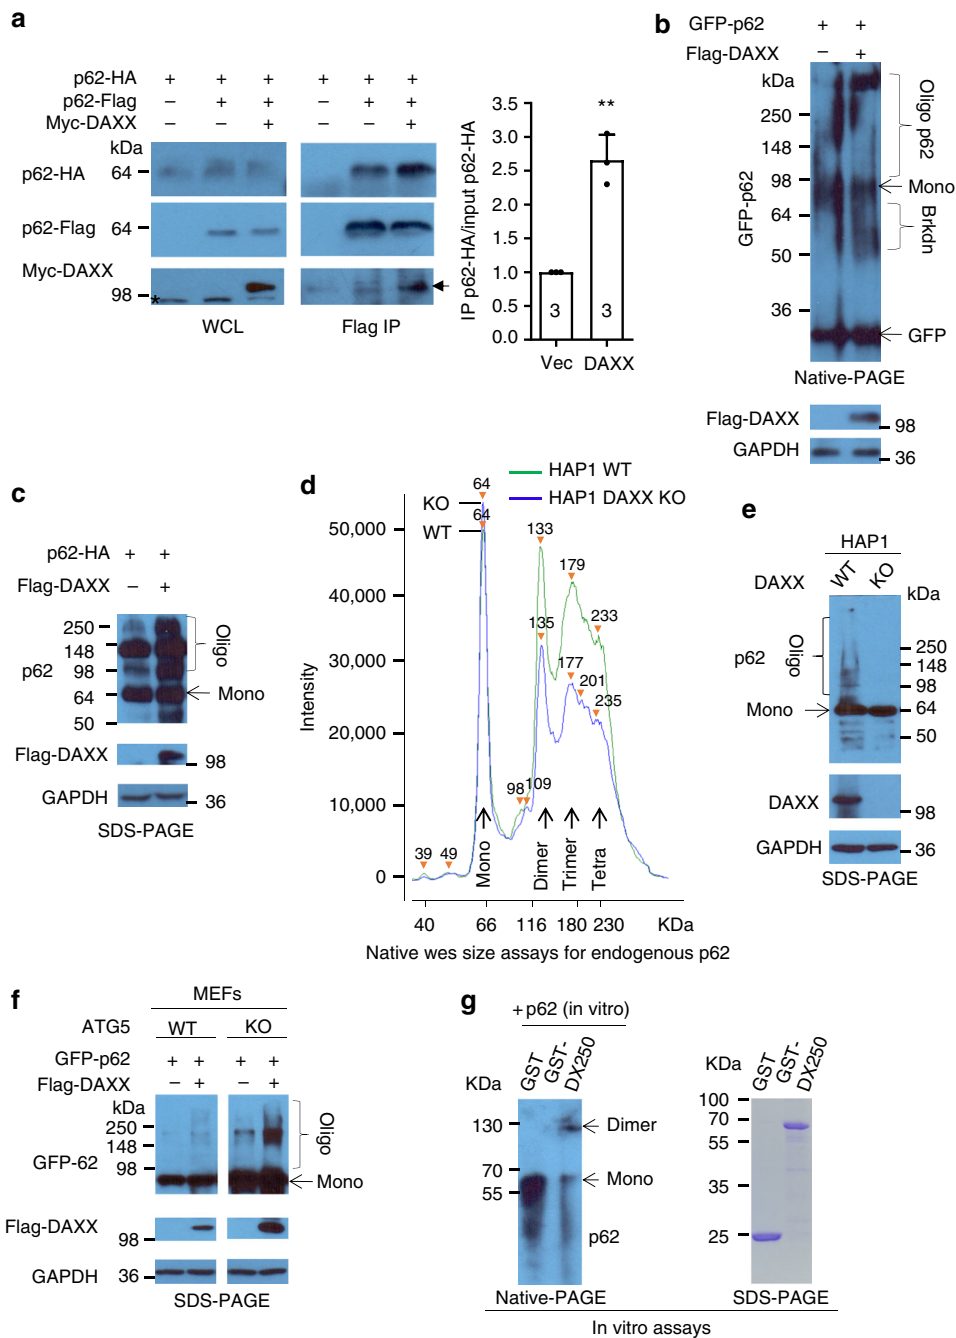 a
p62-HA + + + + + +
p62-Flag – + + – + +
Myc-DAXX – – + – – +
kDa
p62-HA 64
p62-Flag 64
Myc-DAXX
98
*
WCL
Flag IP
IP p62-HA/input p62-HA
3.5
3.0
2.5
2.0
1.5
1.0
0.5
0.0
**
3 3
Vec DAXX
b
GFP-p62 + +
Flag-DAXX – +
kDa
250
148
98
64
50
36
GFP-p62
Oligo p62
Mono
Brkdn
GFP
Native-PAGE
Flag-DAXX 98
GAPDH 36
c
p62-HA + +
Flag-DAXX – +
250
148
98
64
50
p62
Oligo
Mono
Flag-DAXX 98
GAPDH 36
SDS-PAGE
d
HAP1 WT
HAP1 DAXX KO
KO
WT
64
64
133
135
179
177
201
233
235
98
109
39
49
Intensity
50,000
40,000
30,000
20,000
10,000
0
Mono
Dimer
Trimer
Tetra
40 66 116 180 230 KDa
Native wes size assays for endogenous p62
e
HAP1
DAXX WT KO
kDa
p62
Oligo
Mono
250
148
98
64
50
DAXX 98
GAPDH 36
SDS-PAGE
f
MEFs
ATG5 WT KO
GFP-p62 + + + +
Flag-DAXX – + – +
kDa
250
148
98
GFP-62
Oligo
Mono
Flag-DAXX
98
GAPDH 36
SDS-PAGE
g
+p62 (in vitro)
KDa
GST
GST-DX250
130
70
55
Dimer
Mono
p62
Native-PAGE
KDa
GST
GST-DX250
100
70
55
35
25
SDS-PAGE
In vitro assays